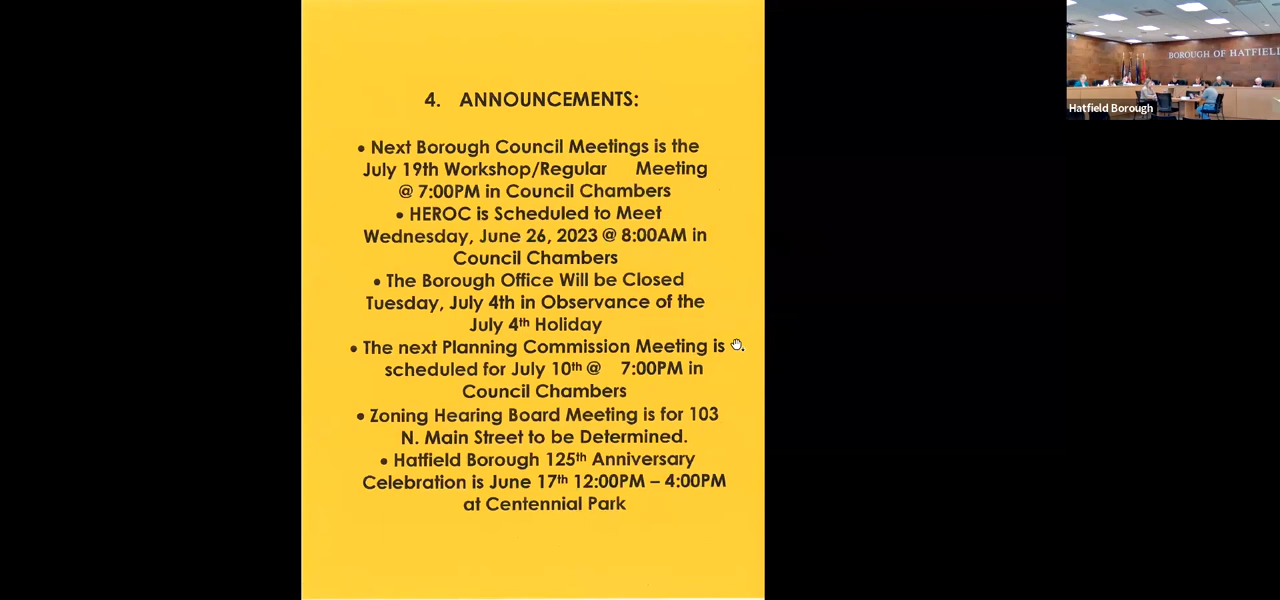 4. ANNOUNCEMENTS:
• Next Borough Council Meetings is the
July 19th Workshop/Regular Meeting
@ 7:00PM in Council Chambers
• HEROC is Scheduled to Meet
Wednesday, June 26, 2023 @ 8:00AM in
Council Chambers
• The Borough Office Will be Closed
Tuesday, July 4th in Observance of the
July 4th Holiday
• The next Planning Commission Meeting is
scheduled for July 10th @ 7:00PM in
Council Chambers
• Zoning Hearing Board Meeting is for 103
N. Main Street to be Determined.
• Hatfield Borough 125th Anniversary
Celebration is June 17th 12:00PM – 4:00PM
at Centennial Park
BOROUGH OF HATFIEL
Hatfield Borough